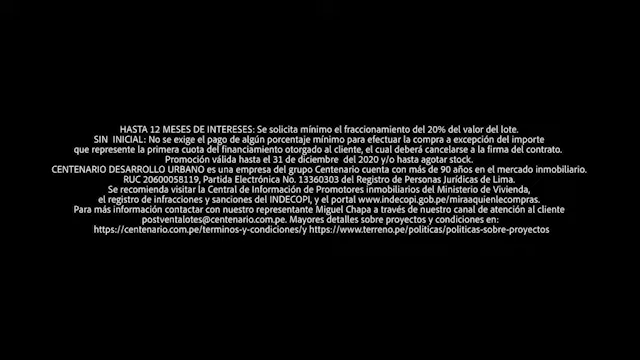 HASTA 12 MESES DE INTERESES: Se solicita mínimo el fraccionamiento del 20% del valor del lote.
SIN INICIAL: No se exige el pago de algún porcentaje mínimo para efectuar la compra a excepción del importe
que represente la primera cuota del financiamiento otorgado al cliente, el cual deberá cancelarse a la firma del contrato.
Promoción válida hasta el 31 de diciembre del 2020 y/o hasta agotar stock.
CENTENARIO DESARROLLO URBANO es una empresa del grupo Centenario cuenta con más de 90 años en el mercado inmobiliario.
RUC 20600058119, Partida Electrónica No. 13360303 del Registro de Personas Jurídicas de Lima.
Se recomienda visitar la Central de Información de Promotores inmobiliarios del Ministerio de Vivienda,
el registro de infracciones y sanciones del INDECOPI, y el portal www.indecopi.gob.pe/miraaquienlecompras.
Para más información contactar con nuestro representante Miguel Chapa a través de nuestro canal de atención al cliente
postventalotes@centenario.com.pe. Mayores detalles sobre proyectos y condiciones en:
https://centenario.com.pe/terminos-y-condiciones/y https://www.terreno.pe/politicas/politicas-sobre-proyectos